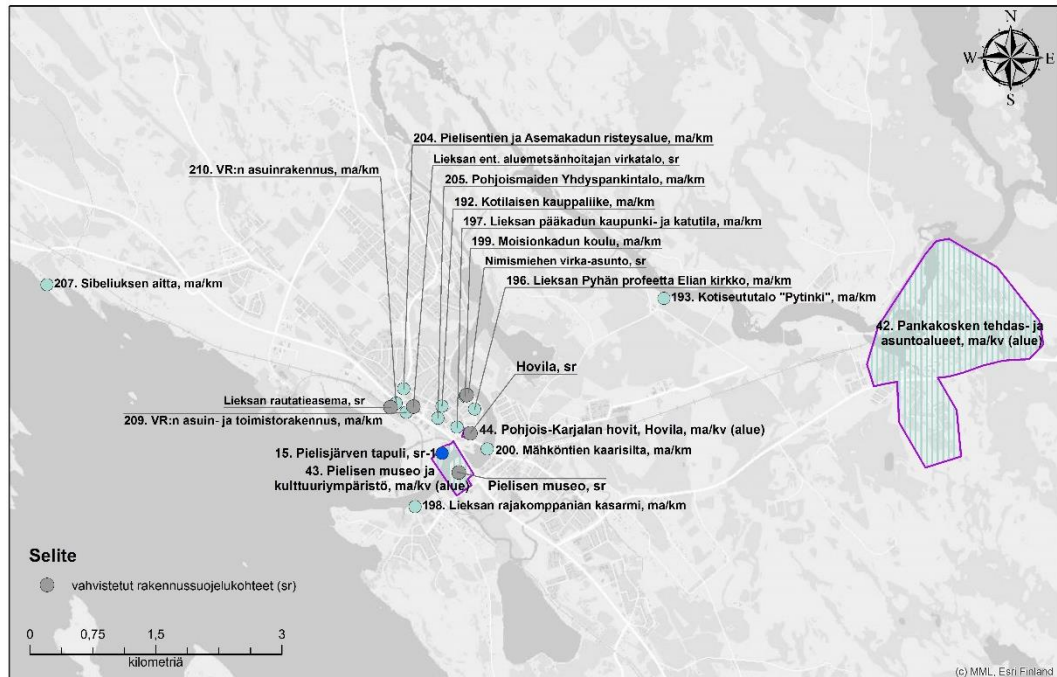 N
W E
S
204. Pielisentien ja Asemakadun risteysalue, ma/km
Lieksan ent. aluemetsänhoitajan virkatalo, sr
210. VR:n asuinrakennus, ma/km
205. Pohjoismaiden Yhdyspankintalo, ma/km
192. Kotilaisen kauppaliike, ma/km
197. Lieksan pääkadun kaupunki- ja katutila, ma/km
199. Moisionkadun koulu, ma/km
Nimismiehen virka-asunto, sr
196. Lieksan Pyhän profeetta Elian kirkko, ma/km
207. Sibeliuksen aitta, ma/km
193. Kotiseututalo "Pytinki", ma/km
42. Pankakosken tehdas- ja
asuntoalueet, ma/kv (alue)
Hovila, sr
Lieksan rautatieasema, sr
209. VR:n asuin- ja toimistorakennus, ma/km
44. Pohjois-Karjalan hovit, Hovila, ma/kv (alue)
200. Mähköntien kaarisilta, ma/km
15. Pielisjärven tapuli, sr-1
43. Pielisen museo ja
kulttuuriympäristö, ma/kv (alue)
Pielisen museo, sr
198. Lieksan rajakomppanian kasarmi, ma/km
Selite
vahvistetut rakennussuojelukohteet (sr)
0 0,75 1,5 3
kilometriä
(c) MML, Esri Finland